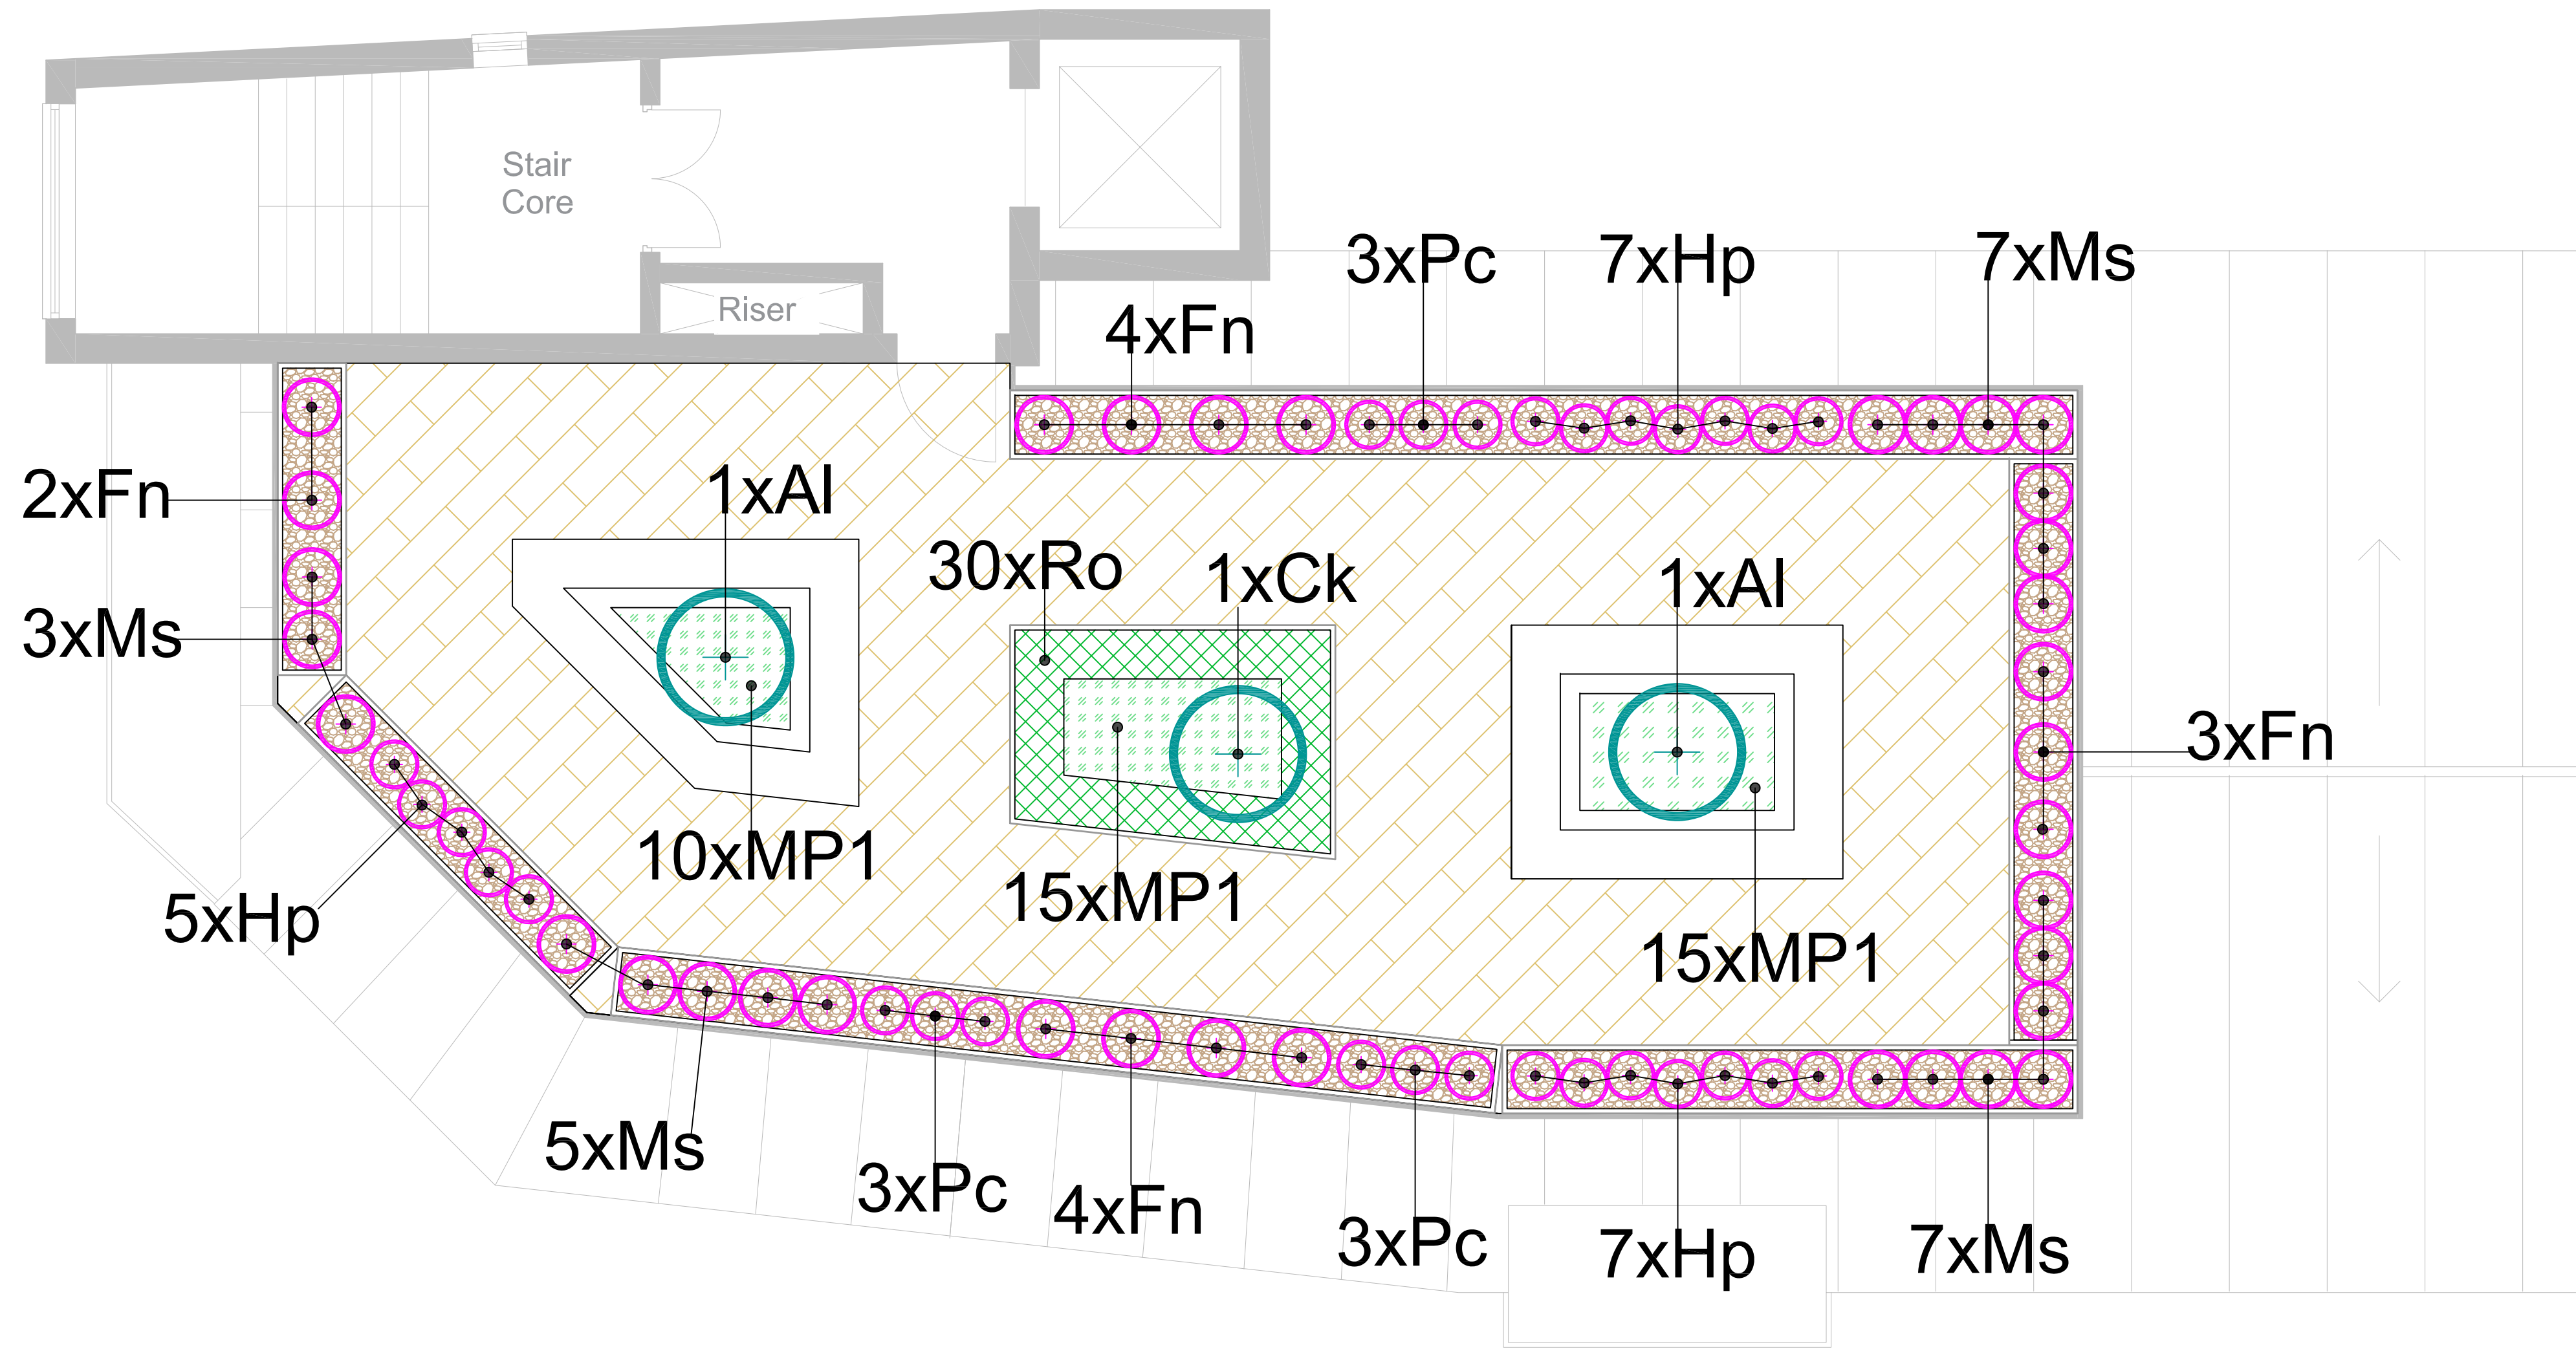 Stair
Core
Riser
3xPc
7xHp
7xMs
4xFn
2xFn
1xAl
30xRo
1xCk
1xAl
3xMs
3xFn
10xMP1
15xMP1
15xMP1
5xHp
5xMs
3xPc
4xFn
3xPc
7xHp
7xMs